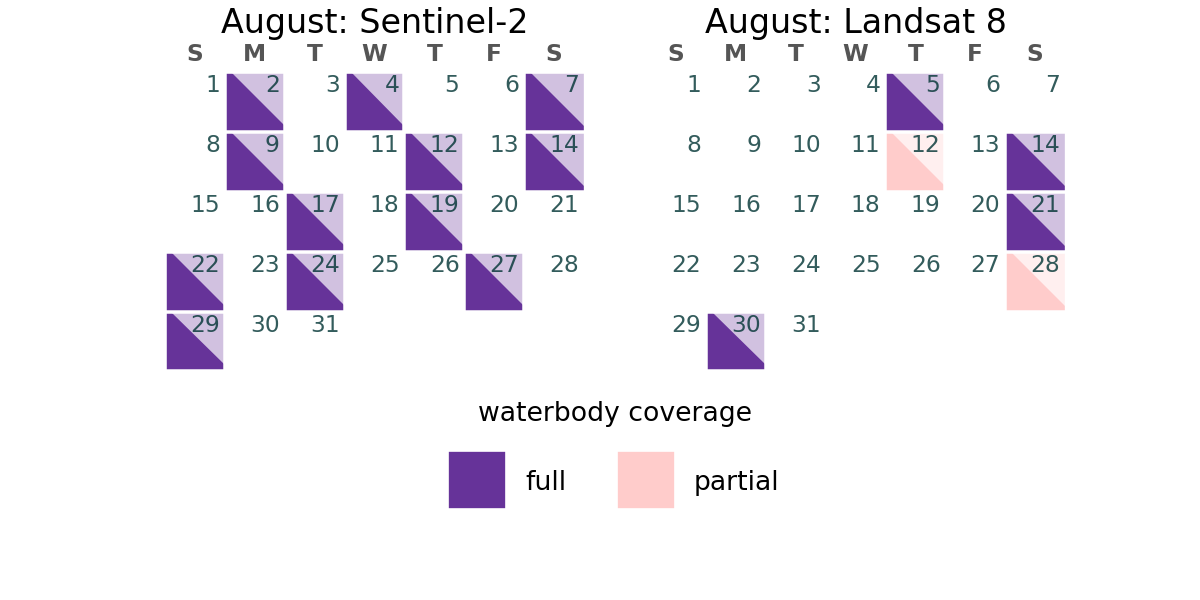 August: Sentinel-2
S M T W T F S
1 2 3 4 5 6 7
8 9 10 11 12 13 14
15 16 17 18 19 20 21
22 23 24 25 26 27 28
29 30 31
August: Landsat 8
S M T W T F S
1 2 3 4 5 6 7
8 9 10 11 12 13 14
15 16 17 18 19 20 21
22 23 24 25 26 27 28
29 30 31
waterbody coverage
full partial